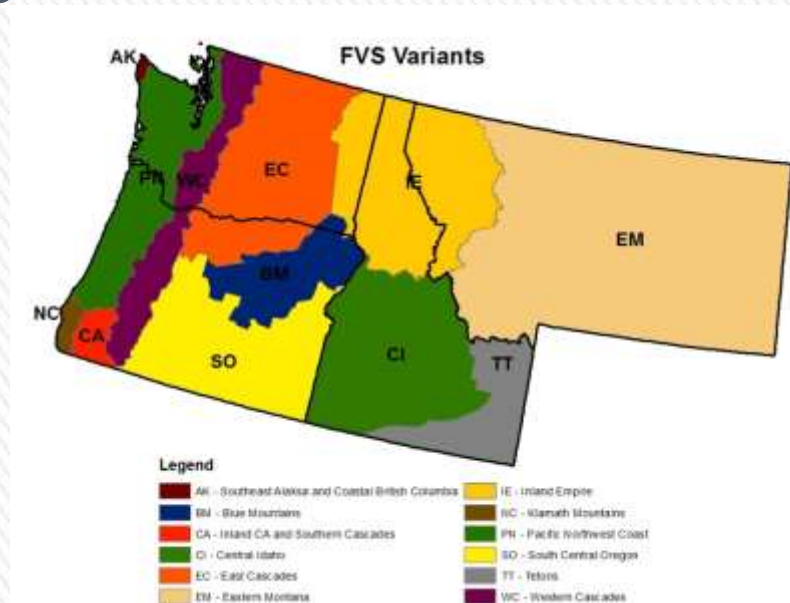 FVS Variants
AK
EC
PN
WC
IE
EM
BM
NC
CA
SO
CI
TT
Legend
AK - Southeast Alaksa and Coastal British Columbia
BM - Blue Mountains
CA - Inland CA and Southern Cascades
CI - Central Idaho
EC - East Cascades
EM - Eastern Montana
IE - Inland Empire
NC - Klamath Mountains
PN - Pacific Northwest Coast
SO - South Central Oregon
TT - Tetons
WC - Western Cascades